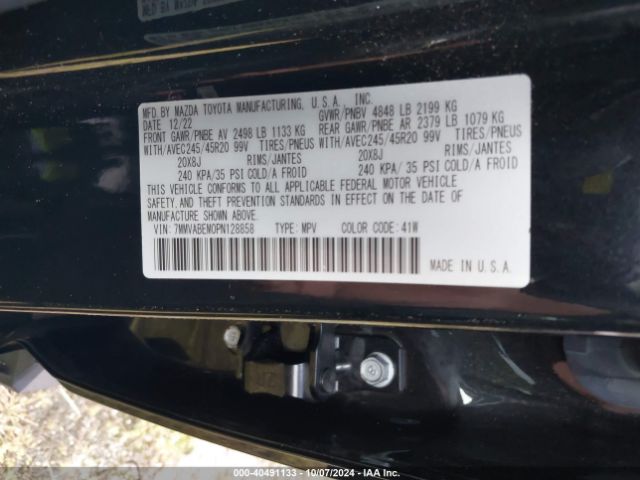 MFD BY MAZDA TOYOTA MANUFACTURING, U.S.A., INC.
DATE 12/22 GVWR/PNBV 4848 LB 2199 KG
FRONT GAWR/PNBE AV 2498 LB 1133 KG REAR GAWR/PNBE AR 2379 LB 1079 KG
WITH/AVEC 245/45R20 99V TIRES/PNEUS WITH/AVEC 245/45R20 99V TIRES/PNEUS
20X8J RIMS/JANTES 20X8J RIMS/JANTES
240 KPA/ 35 PSI COLD/A FROID 240 KPA/ 35 PSI COLD/A FROID
THIS VEHICLE CONFORMS TO ALL APPLICABLE FEDERAL MOTOR VEHICLE
SAFETY, AND THEFT PREVENTION STANDARDS IN EFFECT ON THE DATE OF
MANUFACTURE SHOWN ABOVE.
VIN: 7MMVABEM0PN128858 TYPE: MPV COLOR CODE: 41W
MADE IN U.S.A.
000-40491133 - 10/07/2024 - IAA Inc.